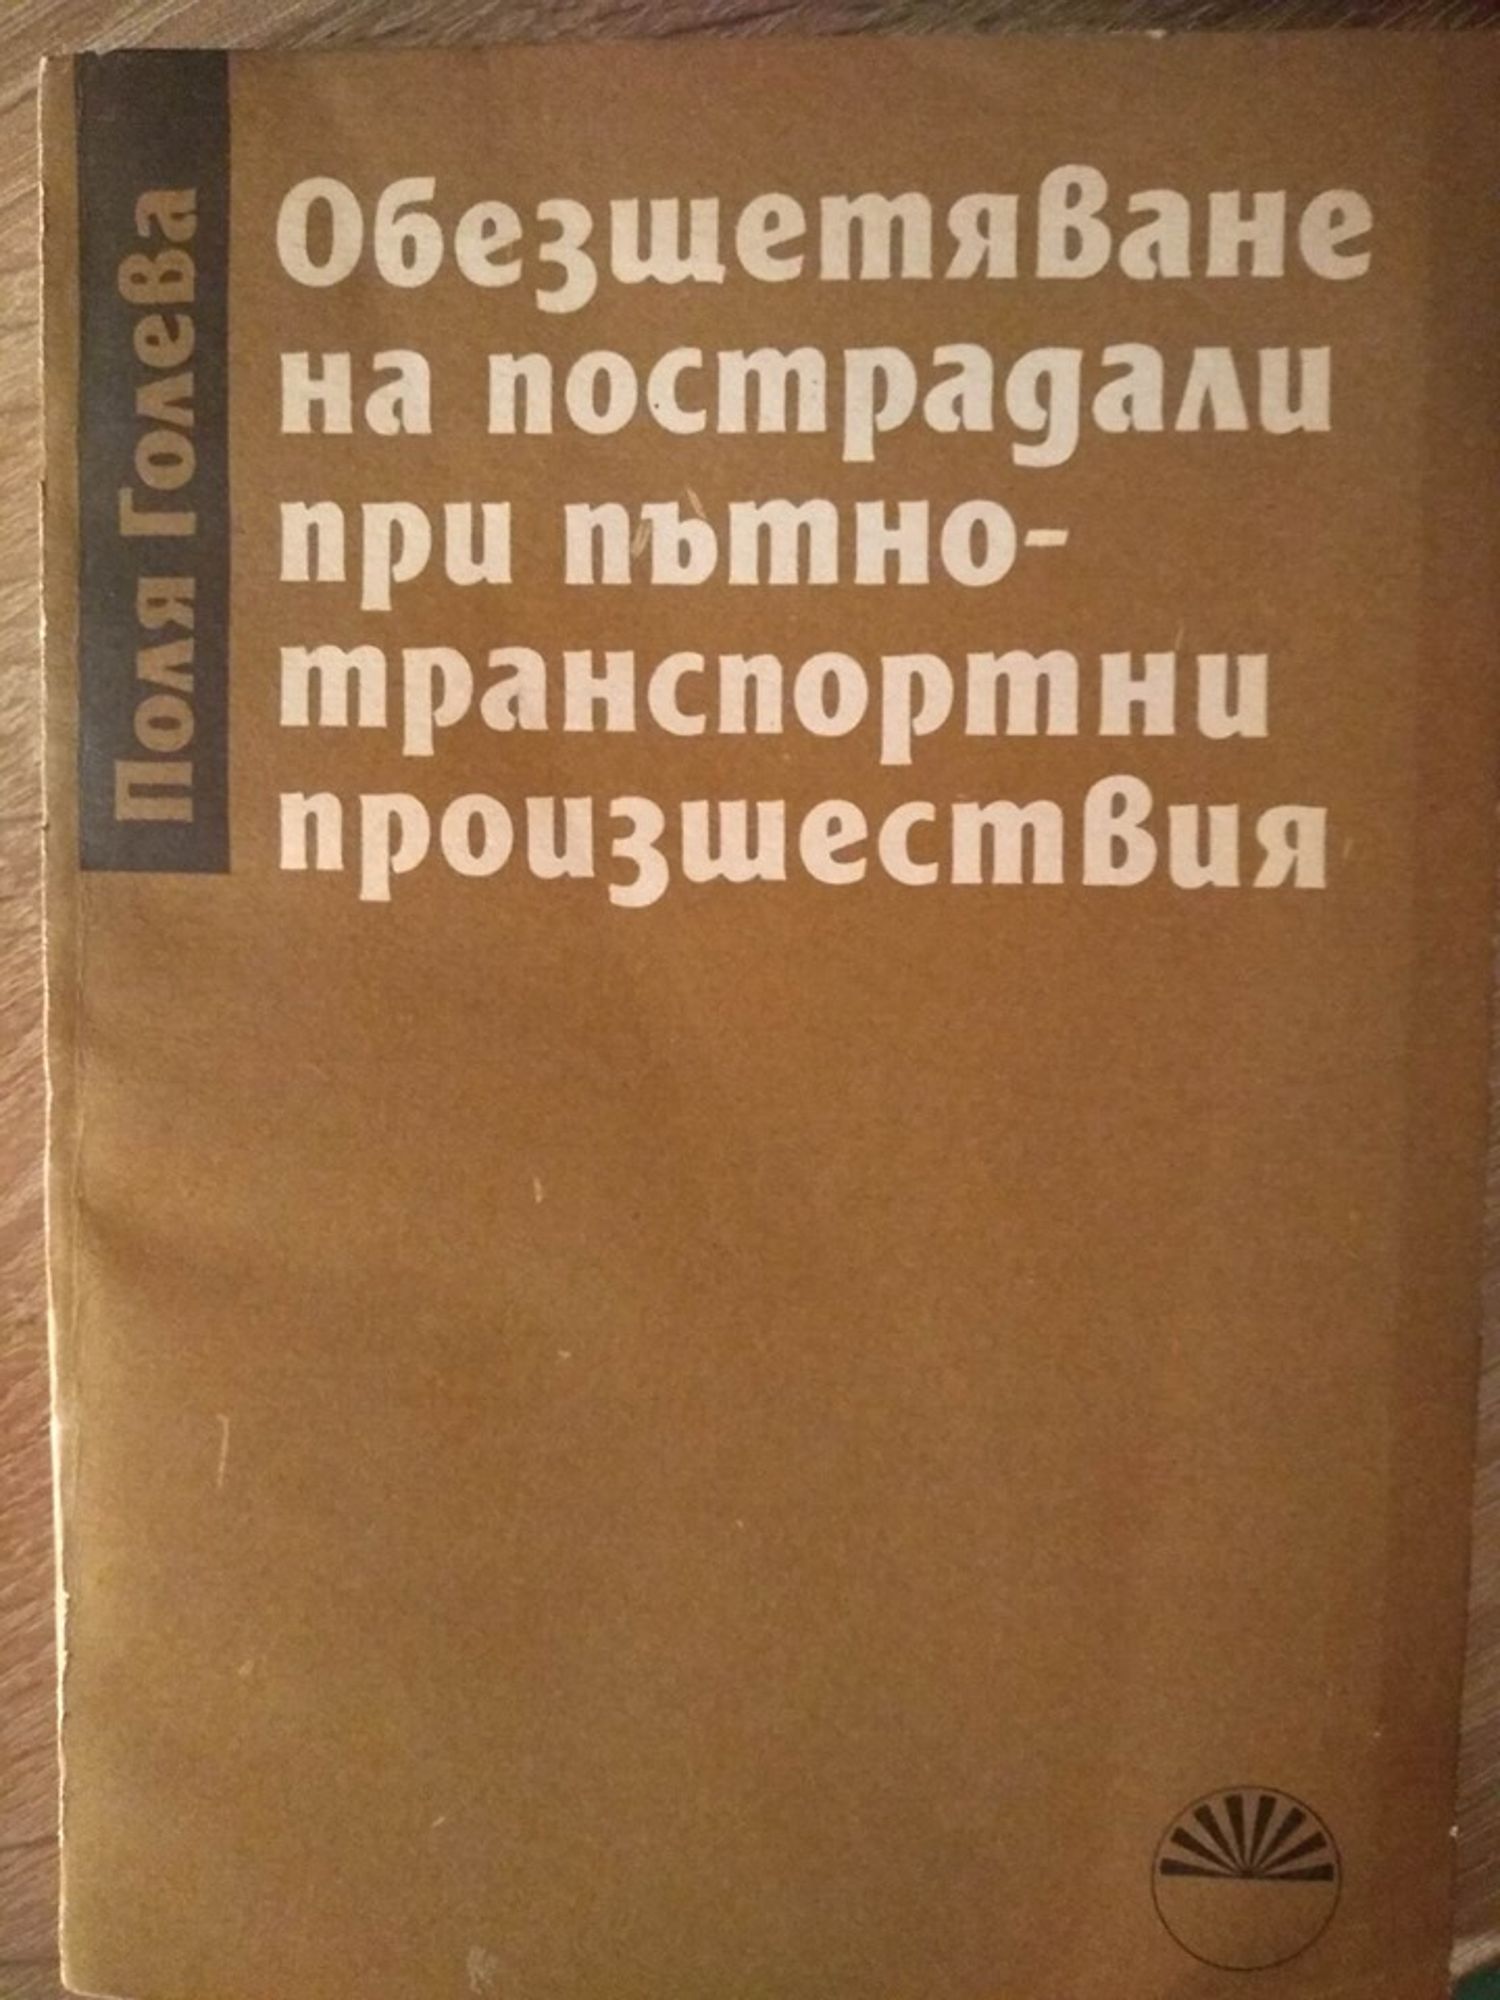 Поля Голева
Обезщетяване
на пострадали
при пътно-
транспортни
произшествия